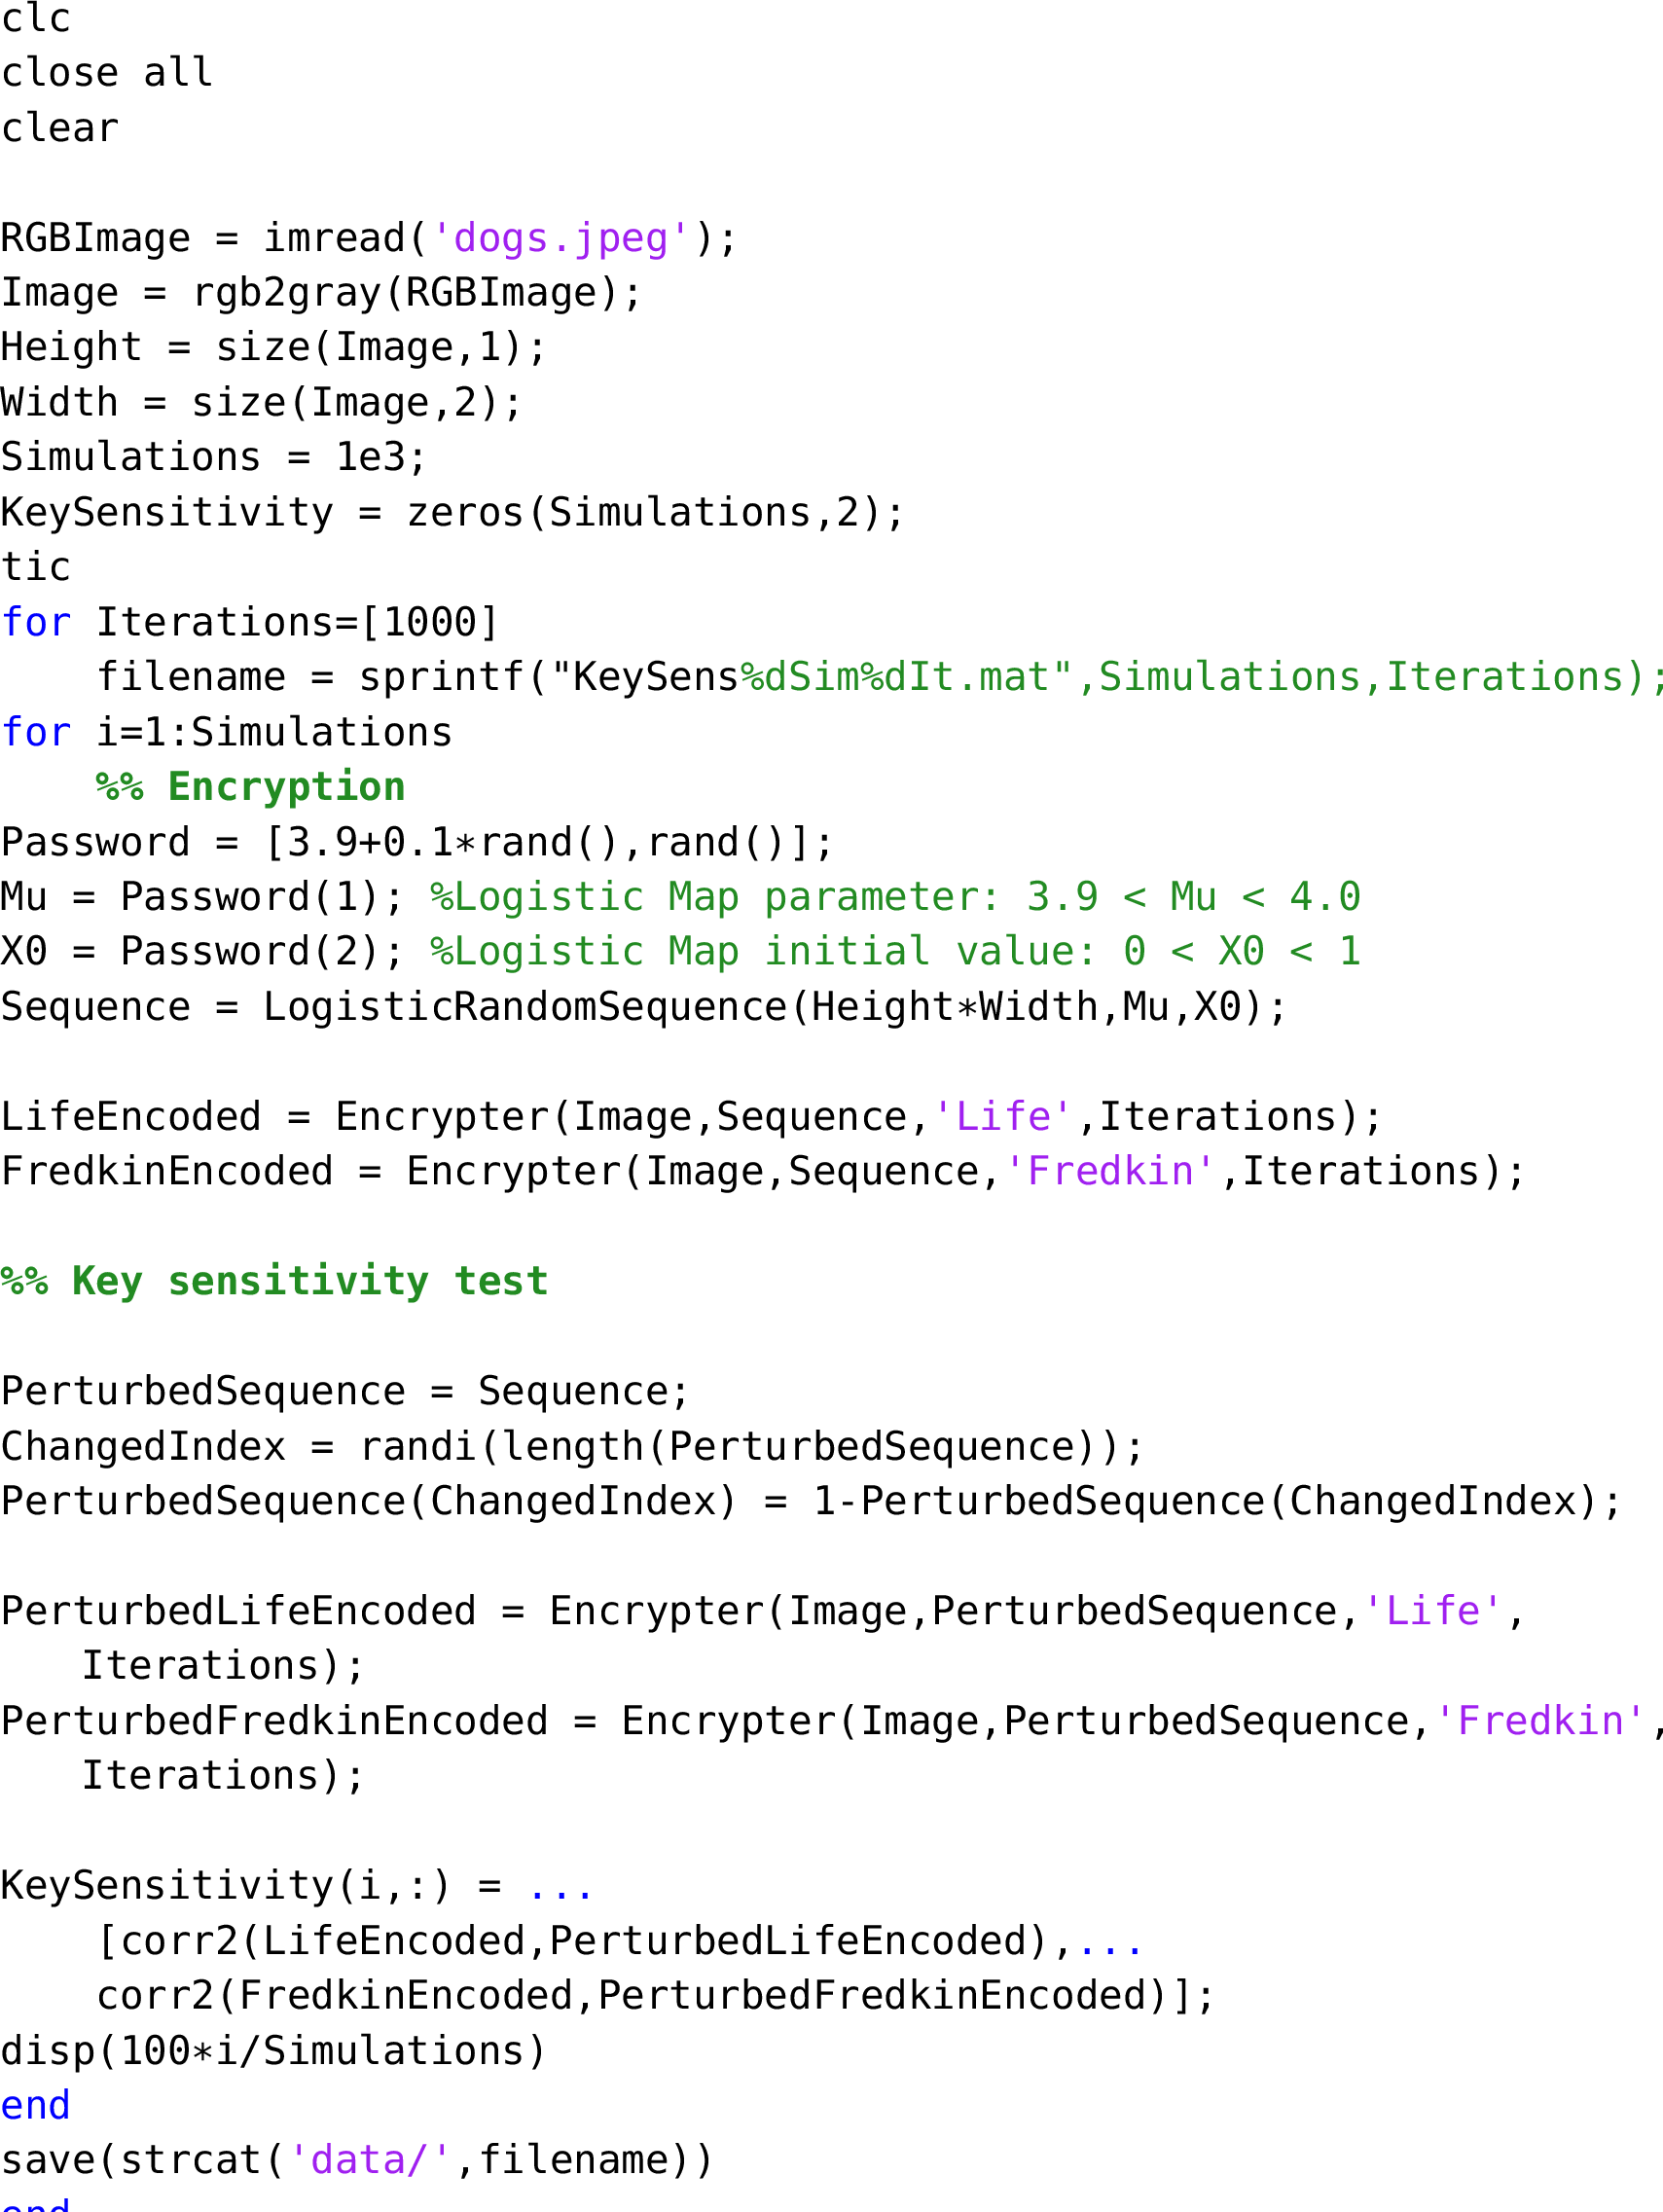 clc
close all
clear
RGBImage = imread('dogs.jpeg');
Image = rgb2gray(RGBImage);
Height = size(Image,1);
Width = size(Image,2);
Simulations = 1e3;
KeySensitivity = zeros(Simulations,2);
tic
for Iterations=[1000]
    filename = sprintf("KeySens%dSim%dIt.mat",Simulations,Iterations);
for i=1:Simulations
    %% Encryption
Password = [3.9+0.1*rand(),rand()];
Mu = Password(1); %Logistic Map parameter: 3.9 < Mu < 4.0
X0 = Password(2); %Logistic Map initial value: 0 < X0 < 1
Sequence = LogisticRandomSequence(Height*Width,Mu,X0);
LifeEncoded = Encrypter(Image,Sequence,'Life',Iterations);
FredkinEncoded = Encrypter(Image,Sequence,'Fredkin',Iterations);
%% Key sensitivity test
PerturbedSequence = Sequence;
ChangedIndex = randi(length(PerturbedSequence));
PerturbedSequence(ChangedIndex) = 1-PerturbedSequence(ChangedIndex);
PerturbedLifeEncoded = Encrypter(Image,PerturbedSequence,'Life',
    Iterations);
PerturbedFredkinEncoded = Encrypter(Image,PerturbedSequence,'Fredkin',
    Iterations);
KeySensitivity(i,:) = ...
    [corr2(LifeEncoded,PerturbedLifeEncoded),...
    corr2(FredkinEncoded,PerturbedFredkinEncoded)];
disp(100*i/Simulations)
end
save(strcat('data/',filename))
end